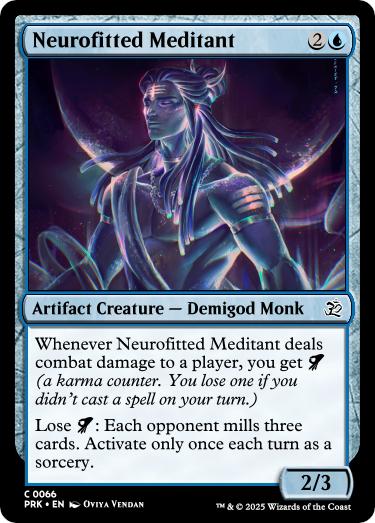 Neurofitted Meditant 2
Artifact Creature — Demigod Monk
Whenever Neurofitted Meditant deals
combat damage to a player, you get
(a karma counter. You lose one if you
didn't cast a spell on your turn.)
Lose : Each opponent mills three
cards. Activate only once each turn as a
sorcery.
2/3
C 0066
PRK • EN Oviya Vendan
™ & © 2025 Wizards of the Coast